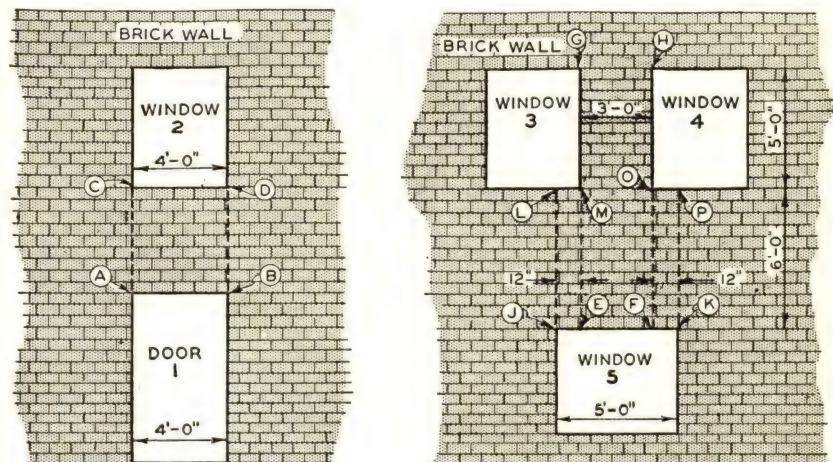 BRICK WALL
WINDOW
2
4'-0"
C
D
A
B
DOOR
1
4'-0"
BRICK WALL
G
H
WINDOW
3
3'-0"
WINDOW
4
5'-0"
O
L
M
P
6'-0"
12"
12"
J
E
F
K
WINDOW
5
5'-0"